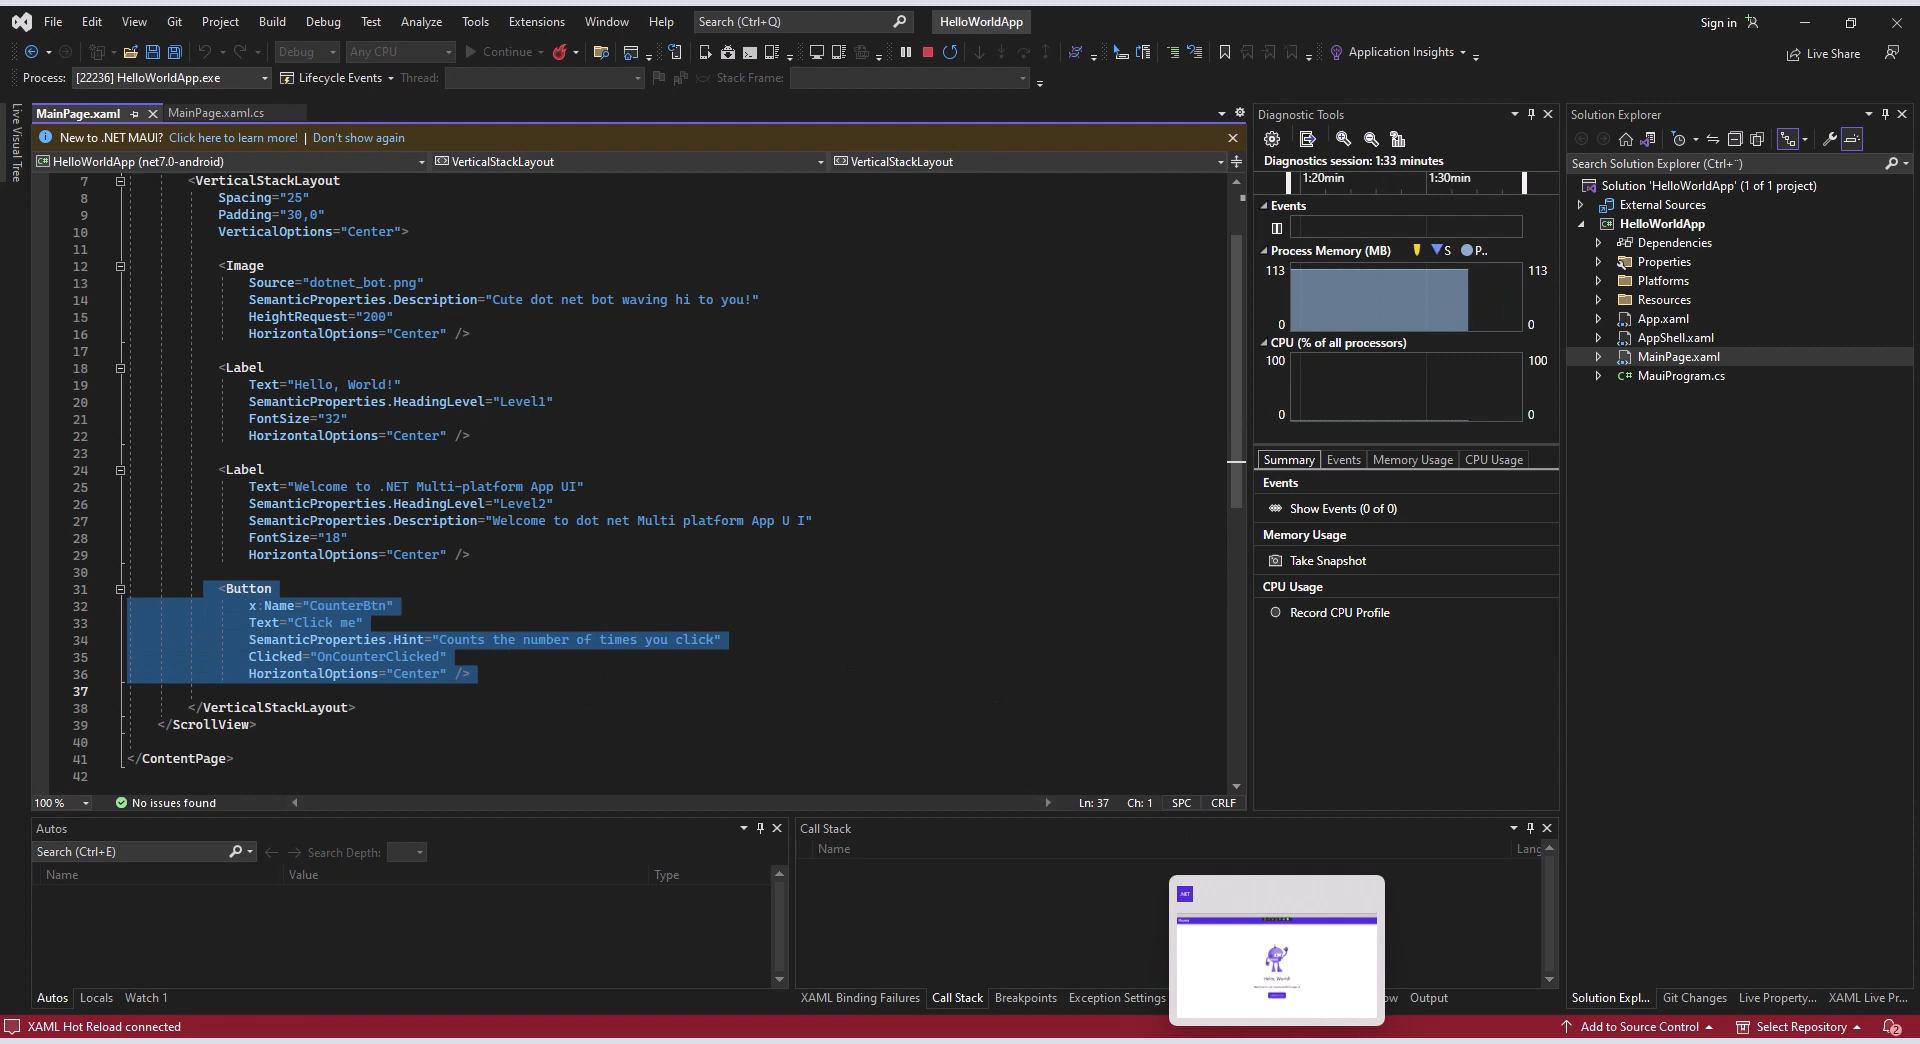 File Edit View Git Project Build Debug Test Analyze Tools Extensions Window Help Search (Ctrl+Q) HelloWorldApp Sign in
Debug Any CPU Continue Application Insights Live Share
Process: [22236] HelloWorldApp.exe Lifecycle Events Thread: Stack Frame:
Live Visual Tree
MainPage.xaml MainPage.xaml.cs
New to .NET MAUI? Click here to learn more! | Don't show again
HelloWorldApp (net7.0-android) VerticalStackLayout VerticalStackLayout
7 <VerticalStackLayout
8 Spacing="25"
9 Padding="30,0"
10 VerticalOptions="Center">
11
12 <Image
13 Source="dotnet_bot.png"
14 SemanticProperties.Description="Cute dot net bot waving hi to you!"
15 HeightRequest="200"
16 HorizontalOptions="Center" />
17
18 <Label
19 Text="Hello, World!"
20 SemanticProperties.HeadingLevel="Level1"
21 FontSize="32"
22 HorizontalOptions="Center" />
23
24 <Label
25 Text="Welcome to .NET Multi-platform App UI"
26 SemanticProperties.HeadingLevel="Level2"
27 SemanticProperties.Description="Welcome to dot net Multi platform App U I"
28 FontSize="18"
29 HorizontalOptions="Center" />
30
31 <Button
32 x:Name="CounterBtn"
33 Text="Click me"
34 SemanticProperties.Hint="Counts the number of times you click"
35 Clicked="OnCounterClicked"
36 HorizontalOptions="Center" />
37
38 </VerticalStackLayout>
39 </ScrollView>
40
41 </ContentPage>
42
100 % No issues found Ln: 37 Ch: 1 SPC CRLF
Diagnostic Tools
Diagnostics session: 1:33 minutes
1:20min 1:30min
Events
Process Memory (MB) S P..
113 113
0 0
CPU (% of all processors)
100 100
0 0
Summary Events Memory Usage CPU Usage
Events
Show Events (0 of 0)
Memory Usage
Take Snapshot
CPU Usage
Record CPU Profile
Solution Explorer
Search Solution Explorer (Ctrl+¨)
Solution 'HelloWorldApp' (1 of 1 project)
External Sources
C# HelloWorldApp
Dependencies
Properties
Platforms
Resources
App.xaml
AppShell.xaml
MainPage.xaml
C# MauiProgram.cs
Autos
Search (Ctrl+E) Search Depth:
Name Value Type
Autos Locals Watch 1
Call Stack
Name Lang
.NET
Home
Hello, World!
XAML Binding Failures Call Stack Breakpoints Exception Settings ow Output
Solution Expl... Git Changes Live Property... XAML Live Pr...
XAML Hot Reload connected Add to Source Control Select Repository 2